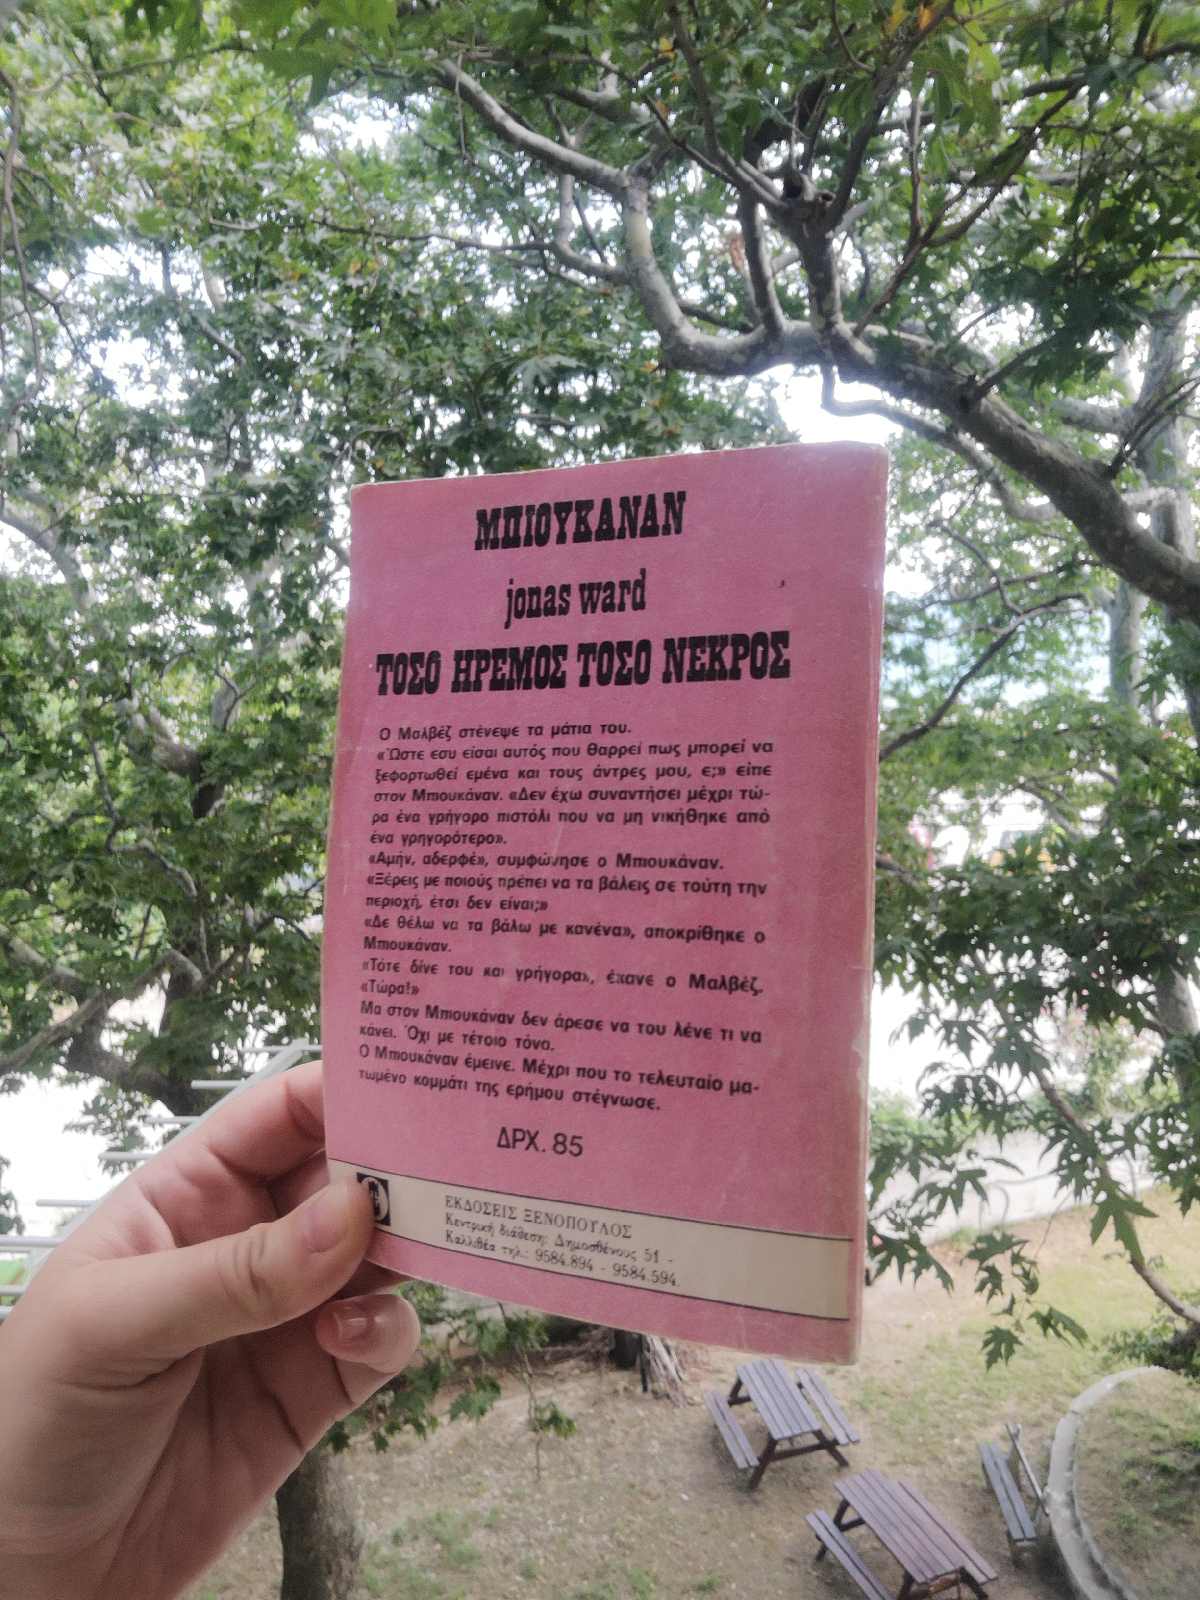 ΜΠΙΟΥΚΑΝΑΝ
jonas ward
ΤΟΣΟ ΗΡΕΜΟΣ ΤΟΣΟ ΝΕΚΡΟΣ
Ο Μαλβέζ στένεψε τα μάτια του.
«Ώστε εσυ είσαι αυτός που θαρρεί πως μπορεί να
ξεφορτωθεί εμένα και τους άντρες μου, ε;» είπε
στον Μπιουκάναν. «Δεν έχω συναντήσει μέχρι τώ-
ρα ένα γρήγορο πιστόλι που να μη νικήθηκε από
ένα γρηγορότερο».
«Αμήν, αδερφέ», συμφώνησε ο Μπιουκάναν.
«Ξέρεις με ποιούς πρέπει να τα βάλεις σε τούτη την
περιοχή, έτσι δεν είναι;»
«Δε θέλω να τα βάλω με κανένα», αποκρίθηκε ο
Μπιουκάναν.
«Τότε δίνε του και γρήγορα», έκανε ο Μαλβέζ.
«Τώρα!»
Μα στον Μπιουκάναν δεν άρεσε να του λένε τι να
κάνει. Όχι με τέτοιο τόνο.
Ο Μπιουκάναν έμεινε. Μέχρι που το τελευταίο μα-
τωμένο κομμάτι της ερήμου στέγνωσε.
ΔΡΧ. 85
ΕΚΔΟΣΕΙΣ ΞΕΝΟΠΟΥΛΟΣ
Κεντρική διάθεση: Δημοσθένους 51 -
Καλλιθέα τηλ.: 9584.894 - 9584.594.